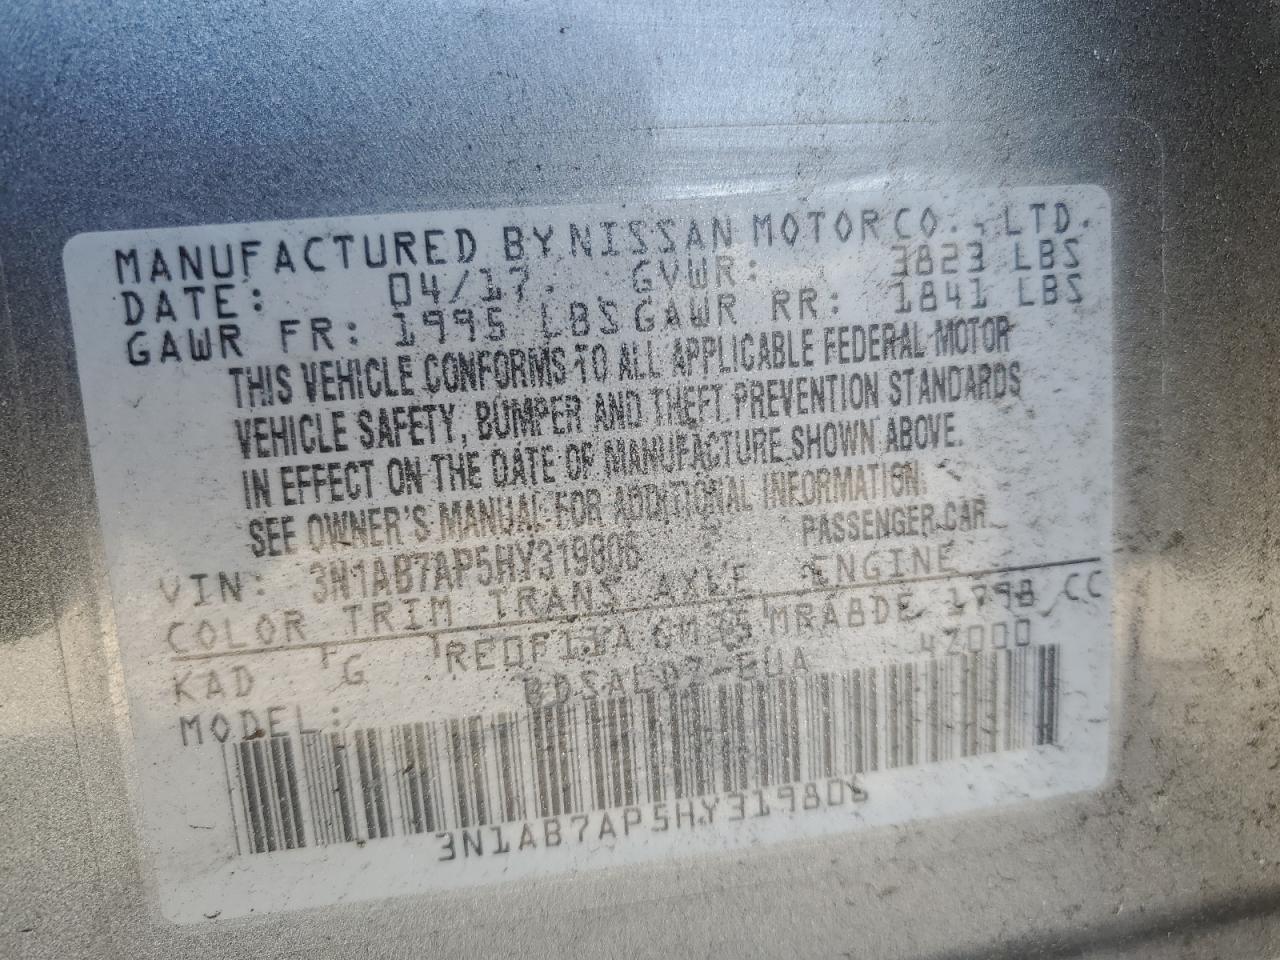 MANUFACTURED BY NISSAN MOTOR CO., LTD.
DATE: 04/17. GVWR: 3823 LBS
GAWR FR: 1995 LBS GAWR RR: 1841 LBS
THIS VEHICLE CONFORMS TO ALL APPLICABLE FEDERAL MOTOR
VEHICLE SAFETY, BUMPER AND THEFT PREVENTION STANDARDS
IN EFFECT ON THE DATE OF MANUFACTURE SHOWN ABOVE.
SEE OWNER'S MANUAL FOR ADDITIONAL INFORMATION.
VIN: 3N1AB7AP5HY319806 PASSENGER CAR
COLOR TRIM TRANS AXLE ENGINE
KAD G MRA8DE 1798 CC
MODEL: 4Z000
3N1AB7AP5HY319806